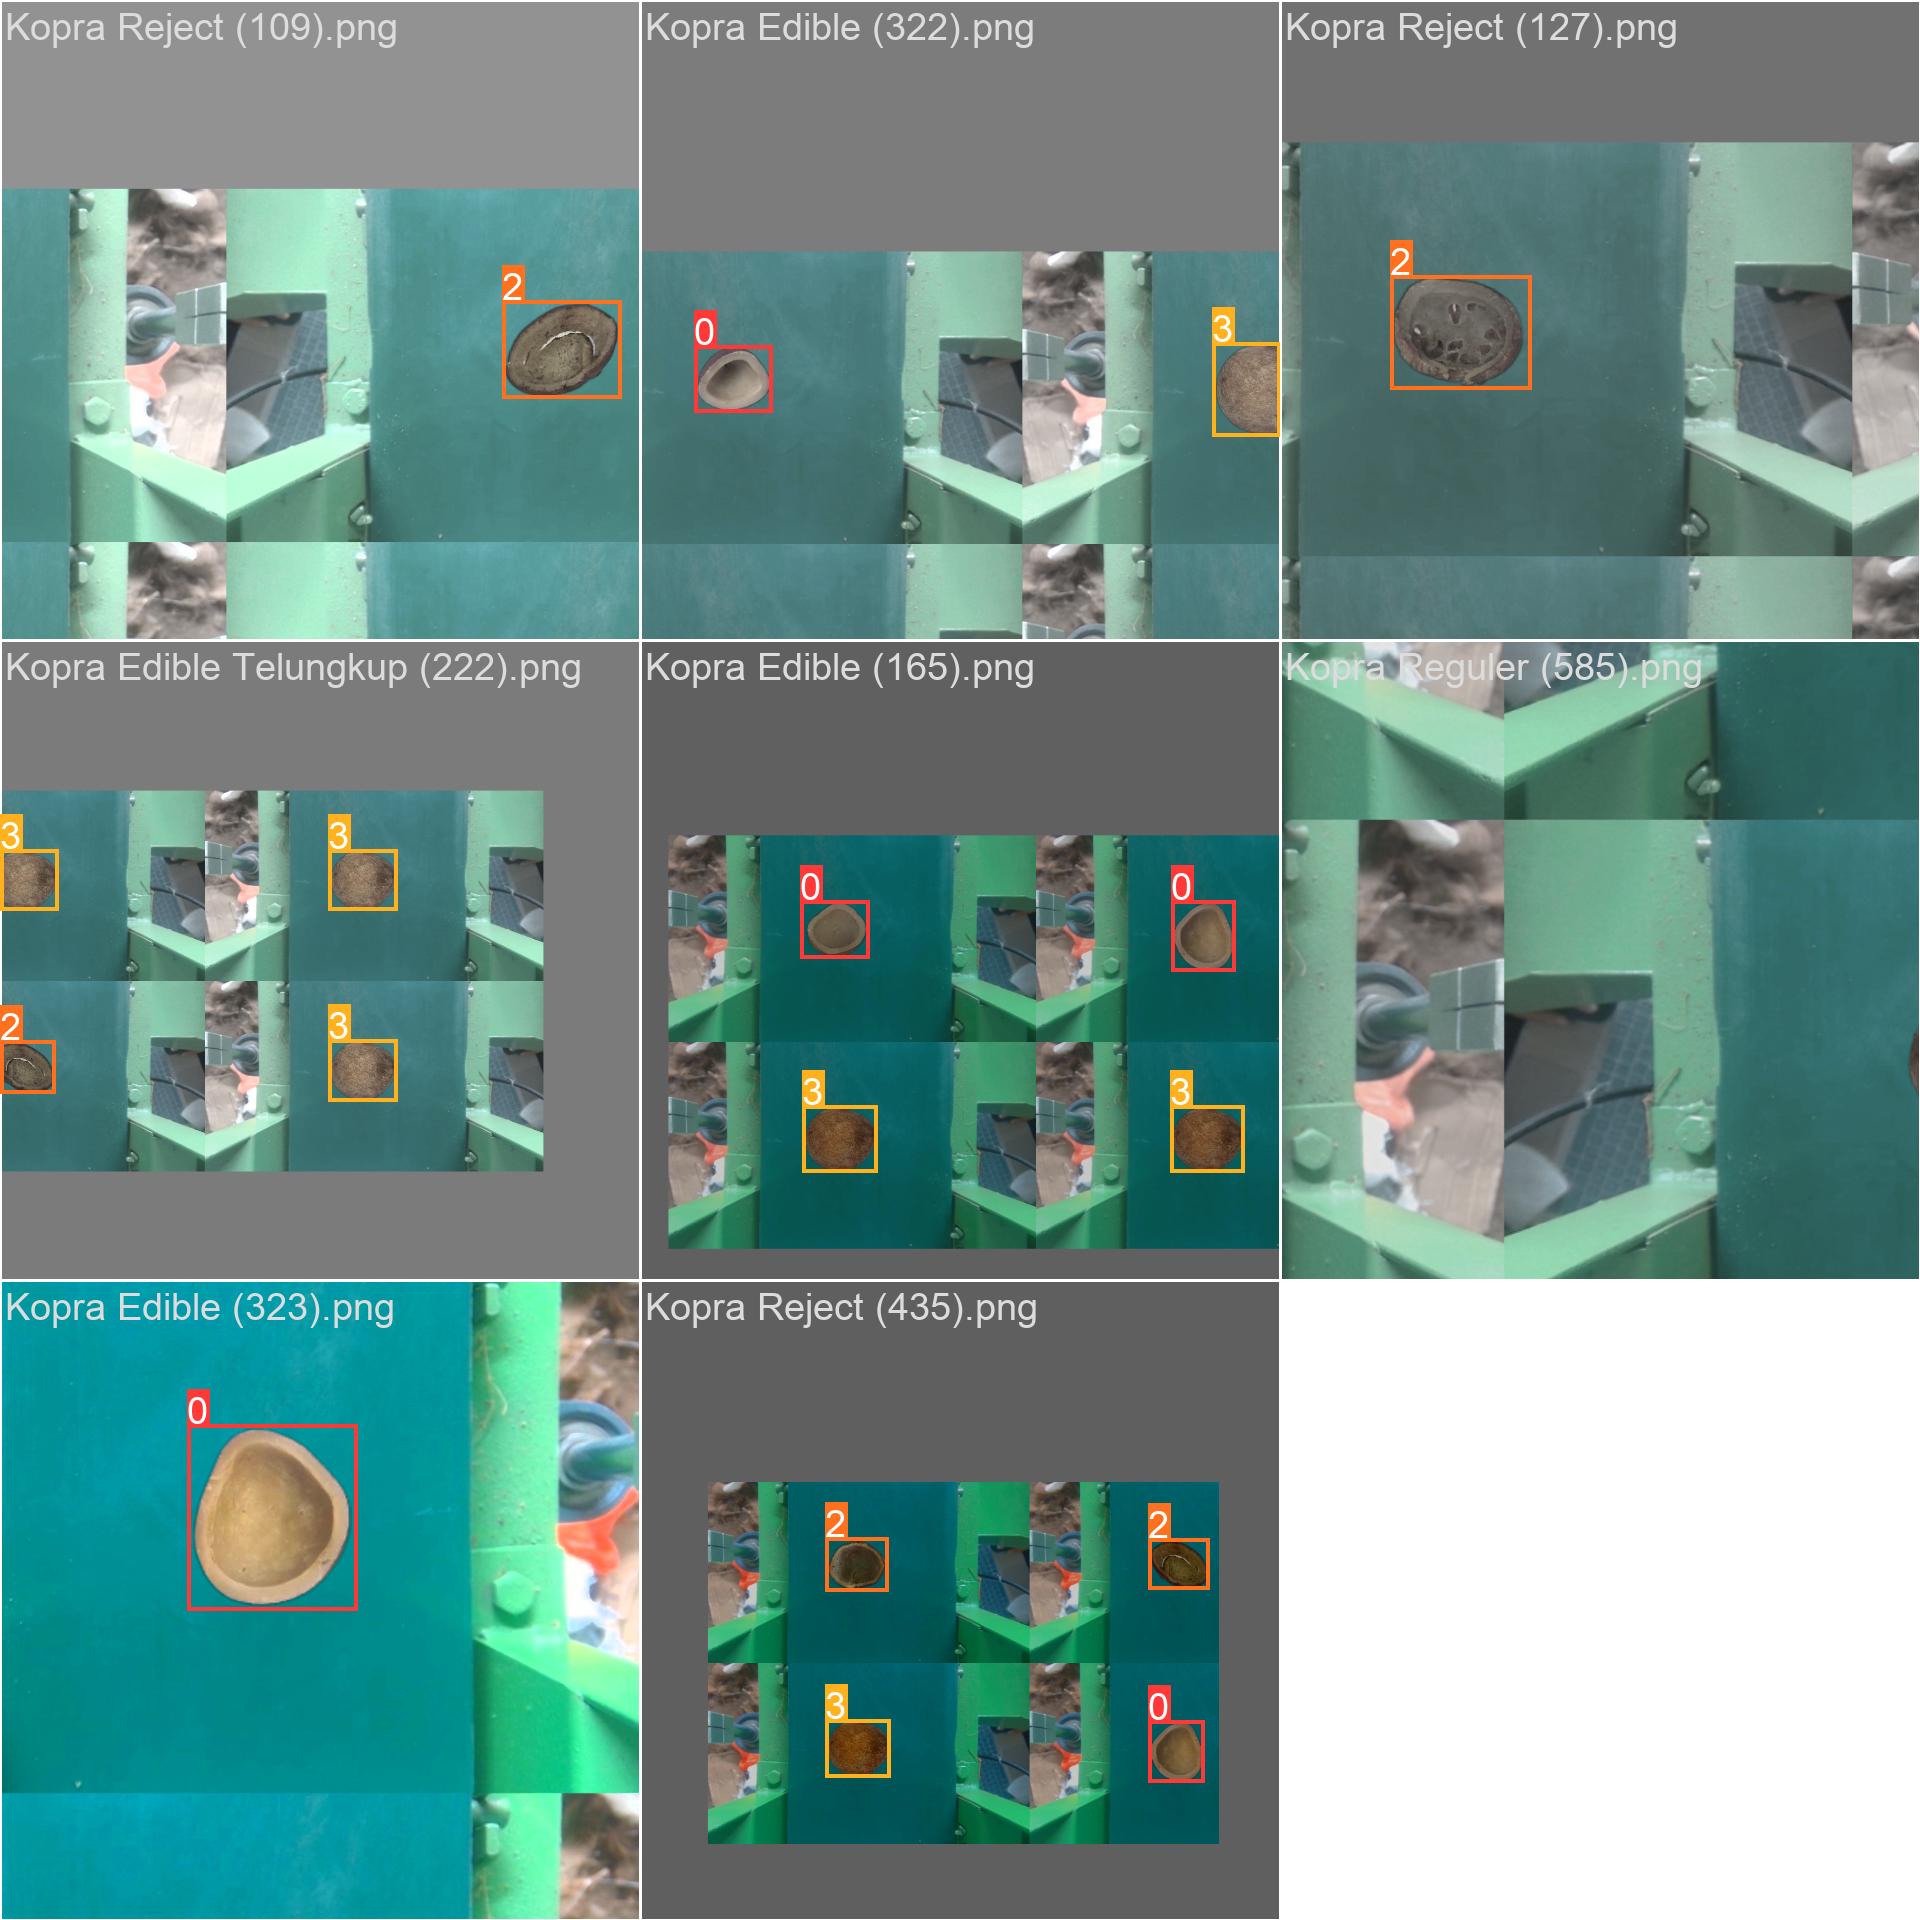 Kopra Reject (109).png
Kopra Edible (322).png
Kopra Reject (127).png
2
0
3
2
Kopra Edible Telungkup (222).png
Kopra Edible (165).png
Kopra Reguler (585).png
3
3
0
0
2
3
3
3
Kopra Edible (323).png
Kopra Reject (435).png
0
2
2
3
0